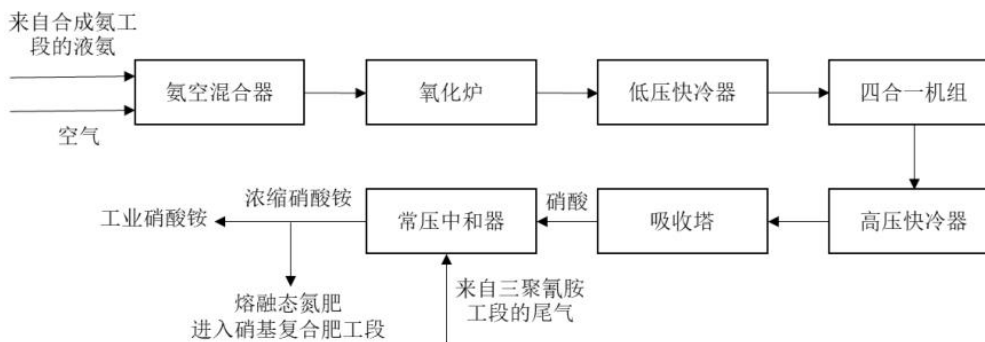 来自合成氨工
段的液氨
空气
氨空混合器
氧化炉
低压快冷器
四合一机组
高压快冷器
吸收塔
硝酸
常压中和器
来自三聚氰胺
工段的尾气
浓缩硝酸铵
工业硝酸铵
熔融态氮肥
进入硝基复合肥工段